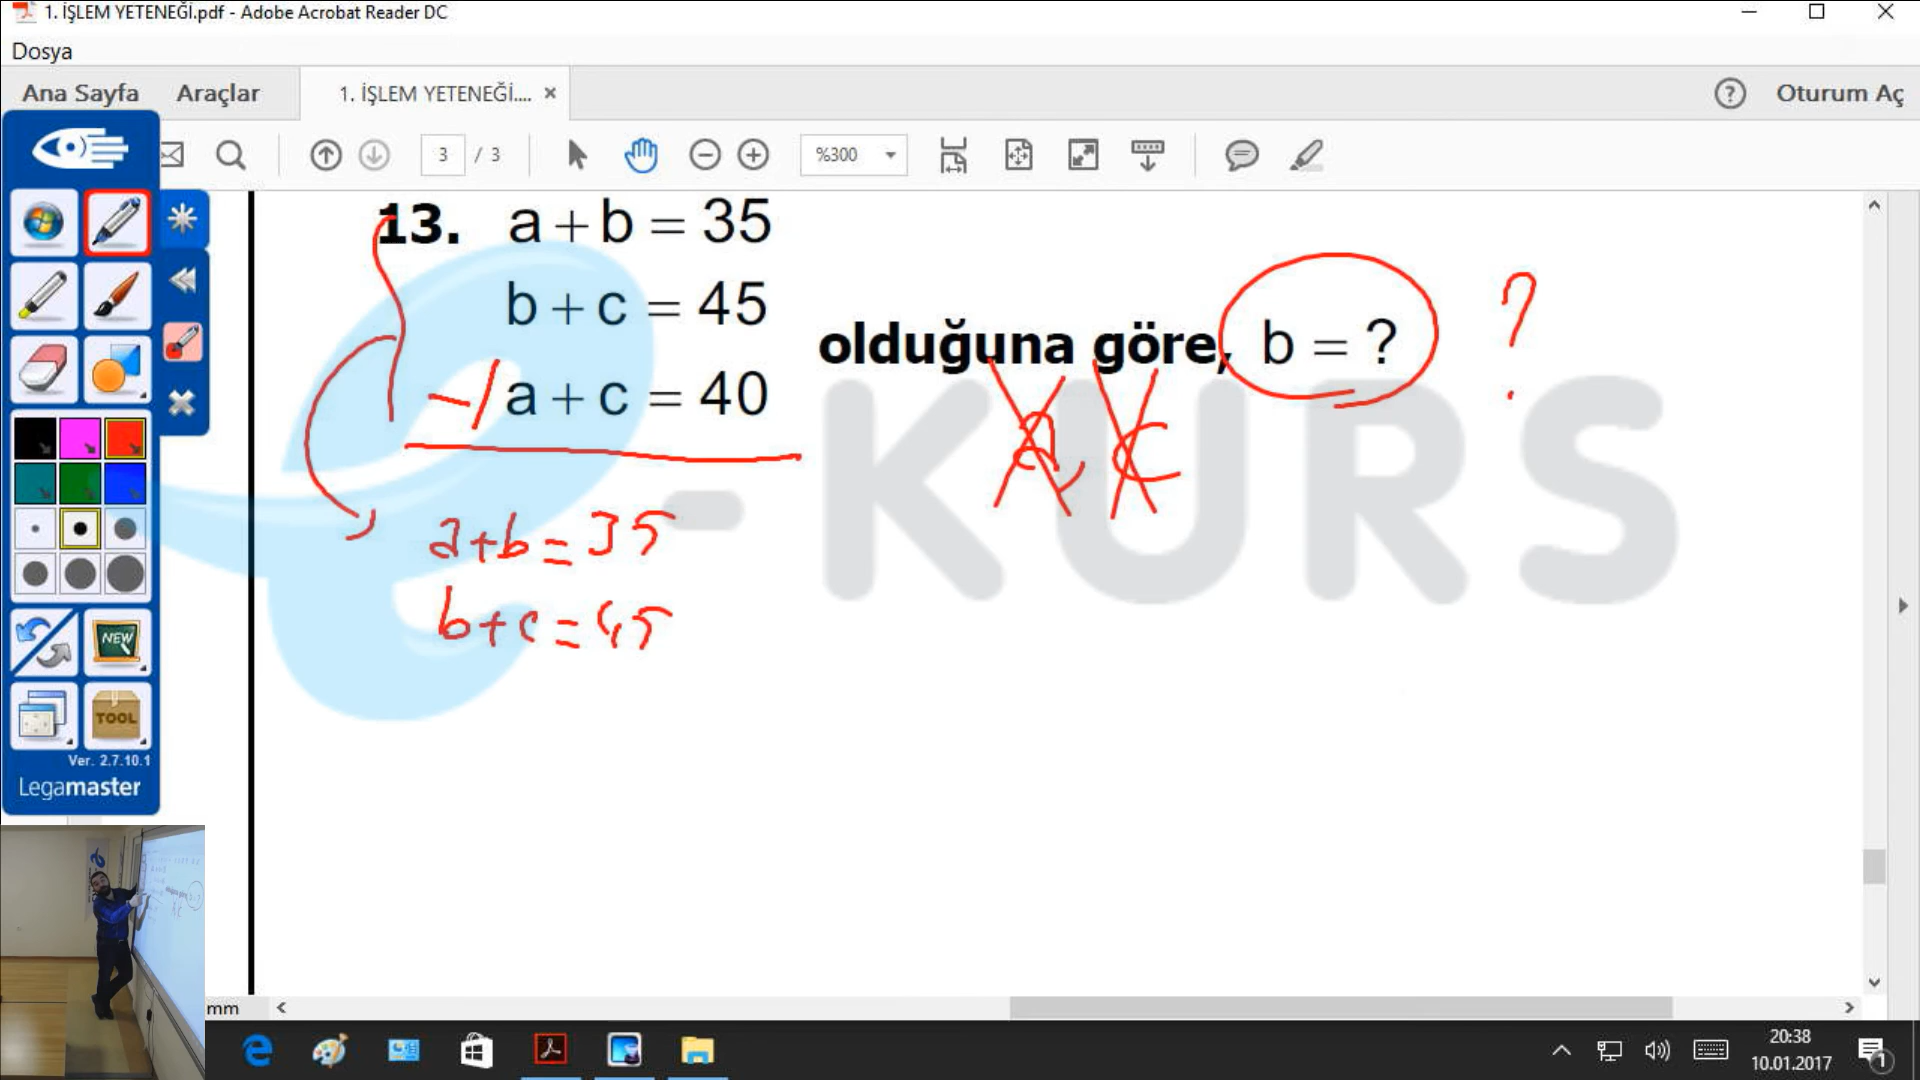 1. İŞLEM YETENEĞİ.pdf - Adobe Acrobat Reader DC
Dosya
Ana Sayfa Araçlar 1. İŞLEM YETENEĞİ.... × Oturum Aç
3 / 3 %300
13. a + b = 35
b + c = 45
olduğuna göre, b = ? ?
-/ a + c = 40
a, c
e - KURS
a+b=35
b+c=45
NEW
TOOL
Ver. 2.7.10.1
Legamaster
mm
20:38
10.01.2017
1